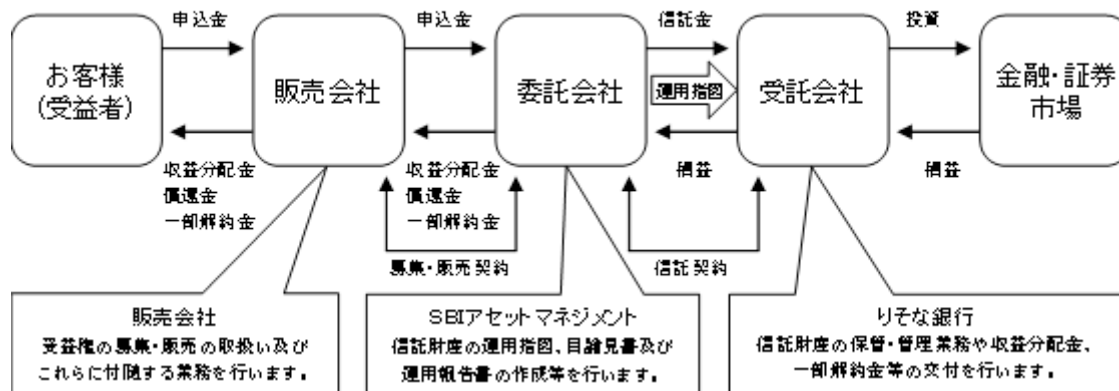 申込金
申込金
信託金
投資
お客様
(受益者)
販売会社
委託会社
運用指図
受託会社
金融・証券
市場
収益分配金
償還金
一部解約金
収益分配金
償還金
一部解約金
損益
損益
募集・販売契約
信託契約
販売会社
受益権の募集・販売の取扱い及び
これらに付随する業務を行います。
SBIアセットマネジメント
信託財産の運用指図、目論見書及び
運用報告書の作成等を行います。
りそな銀行
信託財産の保管・管理業務や収益分配金、
一部解約金等の交付を行います。